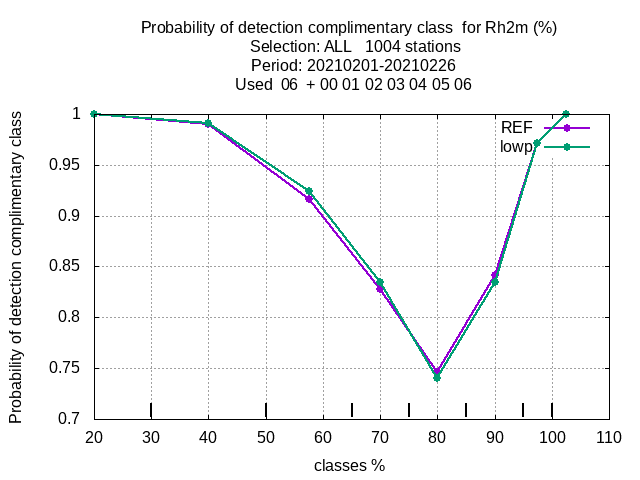 Probability of detection complimentary class  for Rh2m (%)
Selection: ALL   1004 stations
Period: 20210201-20210226
Used  06  + 00 01 02 03 04 05 06
Probability of detection complimentary class
1
0.95
0.9
0.85
0.8
0.75
0.7
REF
lowp
20 30 40 50 60 70 80 90 100 110
classes %